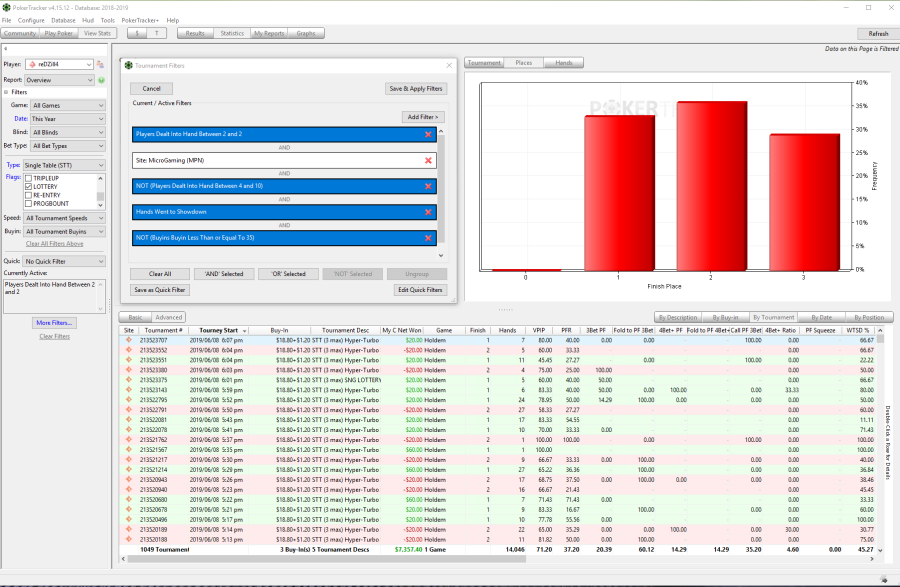 PokerTracker v4.15.12 - Database: 2018-2019
File Configure Database Hud Tools PokerTracker+ Help
Community Play Poker View Stats $ T Results Statistics My Reports Graphs Refresh
Data on this Page is Filtered
Player: reDZill4
Report: Overview
Filters
Game: All Games
Date: This Year
Blind: All Blinds
Bet Type: All Bet Types
Type: Single Table (STT)
Flags: TRIPLEUP
LOTTERY
RE-ENTRY
PROGBOUNT
Speed: All Tournament Speeds
Buyin: All Tournament Buyins
Clear All Filters Above
Quick: No Quick Filter
Currently Active:
Players Dealt Into Hand Between 2
and 2
More Filters...
Clear Filters
Tournament Filters
Cancel Save & Apply Filters
Current / Active Filters
Add Filter >
Players Dealt Into Hand Between 2 and 2
AND
Site: MicroGaming (MPN)
AND
NOT (Players Dealt Into Hand Between 4 and 10)
AND
Hands Went to Showdown
AND
NOT (Buyins Buyin Less Than or Equal To 35)
Clear All 'AND' Selected 'OR' Selected 'NOT' Selected Ungroup
Save as Quick Filter Edit Quick Filters
Tournament Places Hands
40%
35%
30%
25%
20%
15%
10%
5%
0%
Frequency
0 1 2 3
Finish Place
Basic Advanced By Description By Buy-in By Tournament By Date By Position
Site Tournament # Tourney Start Buy-In Tournament Desc My C Net Won Game Finish Hands VPIP PFR 3Bet PF Fold to PF 3Bet 4Bet+ PF Fold to PF 4Bet+ Call PF 3Bet 4Bet+ Ratio PF Squeeze WTSD %
213523707 2019/06/08 6:07 pm $18.80+$1.20 STT (3 max) Hyper-Turbo $20.00 Holdem 1 7 80.00 40.00 0.00 0.00 100.00 0.00 66.67
213523552 2019/06/08 6:04 pm $18.80+$1.20 STT (3 max) Hyper-Turbo -$20.00 Holdem 2 5 60.00 33.33 0.00 66.67
213523551 2019/06/08 6:04 pm $18.80+$1.20 STT (3 max) Hyper-Turbo $20.00 Holdem 1 11 45.45 27.27 0.00 100.00 0.00 22.22
213523380 2019/06/08 6:03 pm $18.80+$1.20 STT (3 max) Hyper-Turbo -$20.00 Holdem 2 4 75.00 25.00 100.00 0.00 50.00
213523375 2019/06/08 6:01 pm $18.80+$1.20 STT (3 max) SNG LOTTERY $20.00 Holdem 1 5 60.00 40.00 50.00 0.00 66.67
213523143 2019/06/08 5:59 pm $18.80+$1.20 STT (3 max) Hyper-Turbo $20.00 Holdem 1 6 83.33 40.00 50.00 0.00 100.00 0.00 33.33 80.00
213522795 2019/06/08 5:52 pm $18.80+$1.20 STT (3 max) Hyper-Turbo $20.00 Holdem 1 24 78.95 50.00 14.29 100.00 0.00 0.00 0.00 50.00
213522791 2019/06/08 5:50 pm $18.80+$1.20 STT (3 max) Hyper-Turbo -$20.00 Holdem 2 27 58.33 27.27 0.00 60.00
213522081 2019/06/08 5:43 pm $18.80+$1.20 STT (3 max) Hyper-Turbo $20.00 Holdem 1 17 83.33 54.55 0.00 11.11
213522078 2019/06/08 5:41 pm $18.80+$1.20 STT (3 max) Hyper-Turbo $20.00 Holdem 1 10 70.00 33.33 0.00 0.00 71.43
213521762 2019/06/08 5:37 pm $18.80+$1.20 STT (3 max) Hyper-Turbo -$20.00 Holdem 2 1 100.00 100.00 0.00 100.00 0.00 100.00
213521567 2019/06/08 5:35 pm $18.80+$1.20 STT (3 max) Hyper-Turbo $60.00 Holdem 1 1 100.00 100.00
213521217 2019/06/08 5:30 pm $18.80+$1.20 STT (3 max) Hyper-Turbo -$20.00 Holdem 2 9 66.67 33.33 0.00 100.00 0.00 0.00 40.00
213521214 2019/06/08 5:29 pm $18.80+$1.20 STT (3 max) Hyper-Turbo $60.00 Holdem 1 27 65.22 36.36 100.00 0.00 0.00 36.84
213520943 2019/06/08 5:26 pm $18.80+$1.20 STT (3 max) Hyper-Turbo -$20.00 Holdem 2 17 68.75 37.50 0.00 100.00 0.00 0.00 0.00 38.46
213520940 2019/06/08 5:23 pm $18.80+$1.20 STT (3 max) Hyper-Turbo -$20.00 Holdem 2 16 66.67 21.43 0.00 45.45
213520680 2019/06/08 5:22 pm $18.80+$1.20 STT (3 max) Hyper-Turbo $60.00 Holdem 1 7 71.43 71.43 0.00 0.00 33.33
213520678 2019/06/08 5:21 pm $18.80+$1.20 STT (3 max) Hyper-Turbo $20.00 Holdem 1 9 83.33 16.67 100.00 0.00 0.00 60.00
213520496 2019/06/08 5:17 pm $18.80+$1.20 STT (3 max) Hyper-Turbo $20.00 Holdem 1 10 77.78 55.56 0.00 0.00 100.00
213520189 2019/06/08 5:14 pm $18.80+$1.20 STT (3 max) Hyper-Turbo -$20.00 Holdem 2 22 65.00 35.29 0.00 0.00 100.00 0.00 30.00 30.77
213520188 2019/06/08 5:13 pm $18.80+$1.20 STT (3 max) Hyper-Turbo -$20.00 Holdem 2 11 81.82 50.00 0.00 100.00 0.00 0.00 75.00
1049 Tournament 3 Buy-In(s) 5 Tournament Descs $7,357.40 1 Game 14,046 71.20 37.20 20.39 60.12 14.29 14.29 35.20 4.60 0.00 45.27
Double-Click a Row for Details